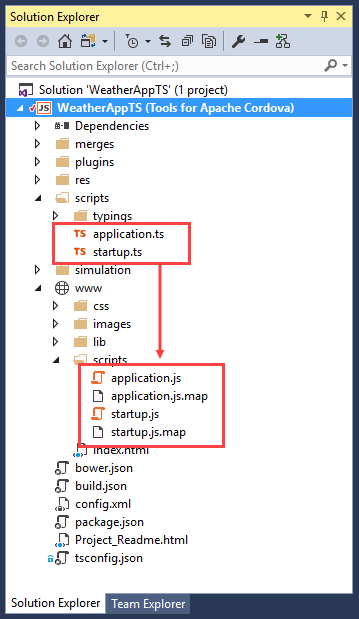 Solution Explorer
Search Solution Explorer (Ctrl+;)
Solution 'WeatherAppTS' (1 project)
JS WeatherAppTS (Tools for Apache Cordova)
Dependencies
merges
plugins
res
scripts
typings
TS application.ts
TS startup.ts
simulation
www
css
images
lib
scripts
application.js
application.js.map
startup.js
startup.js.map
index.html
bower.json
build.json
config.xml
package.json
Project_Readme.html
tsconfig.json
Solution Explorer Team Explorer